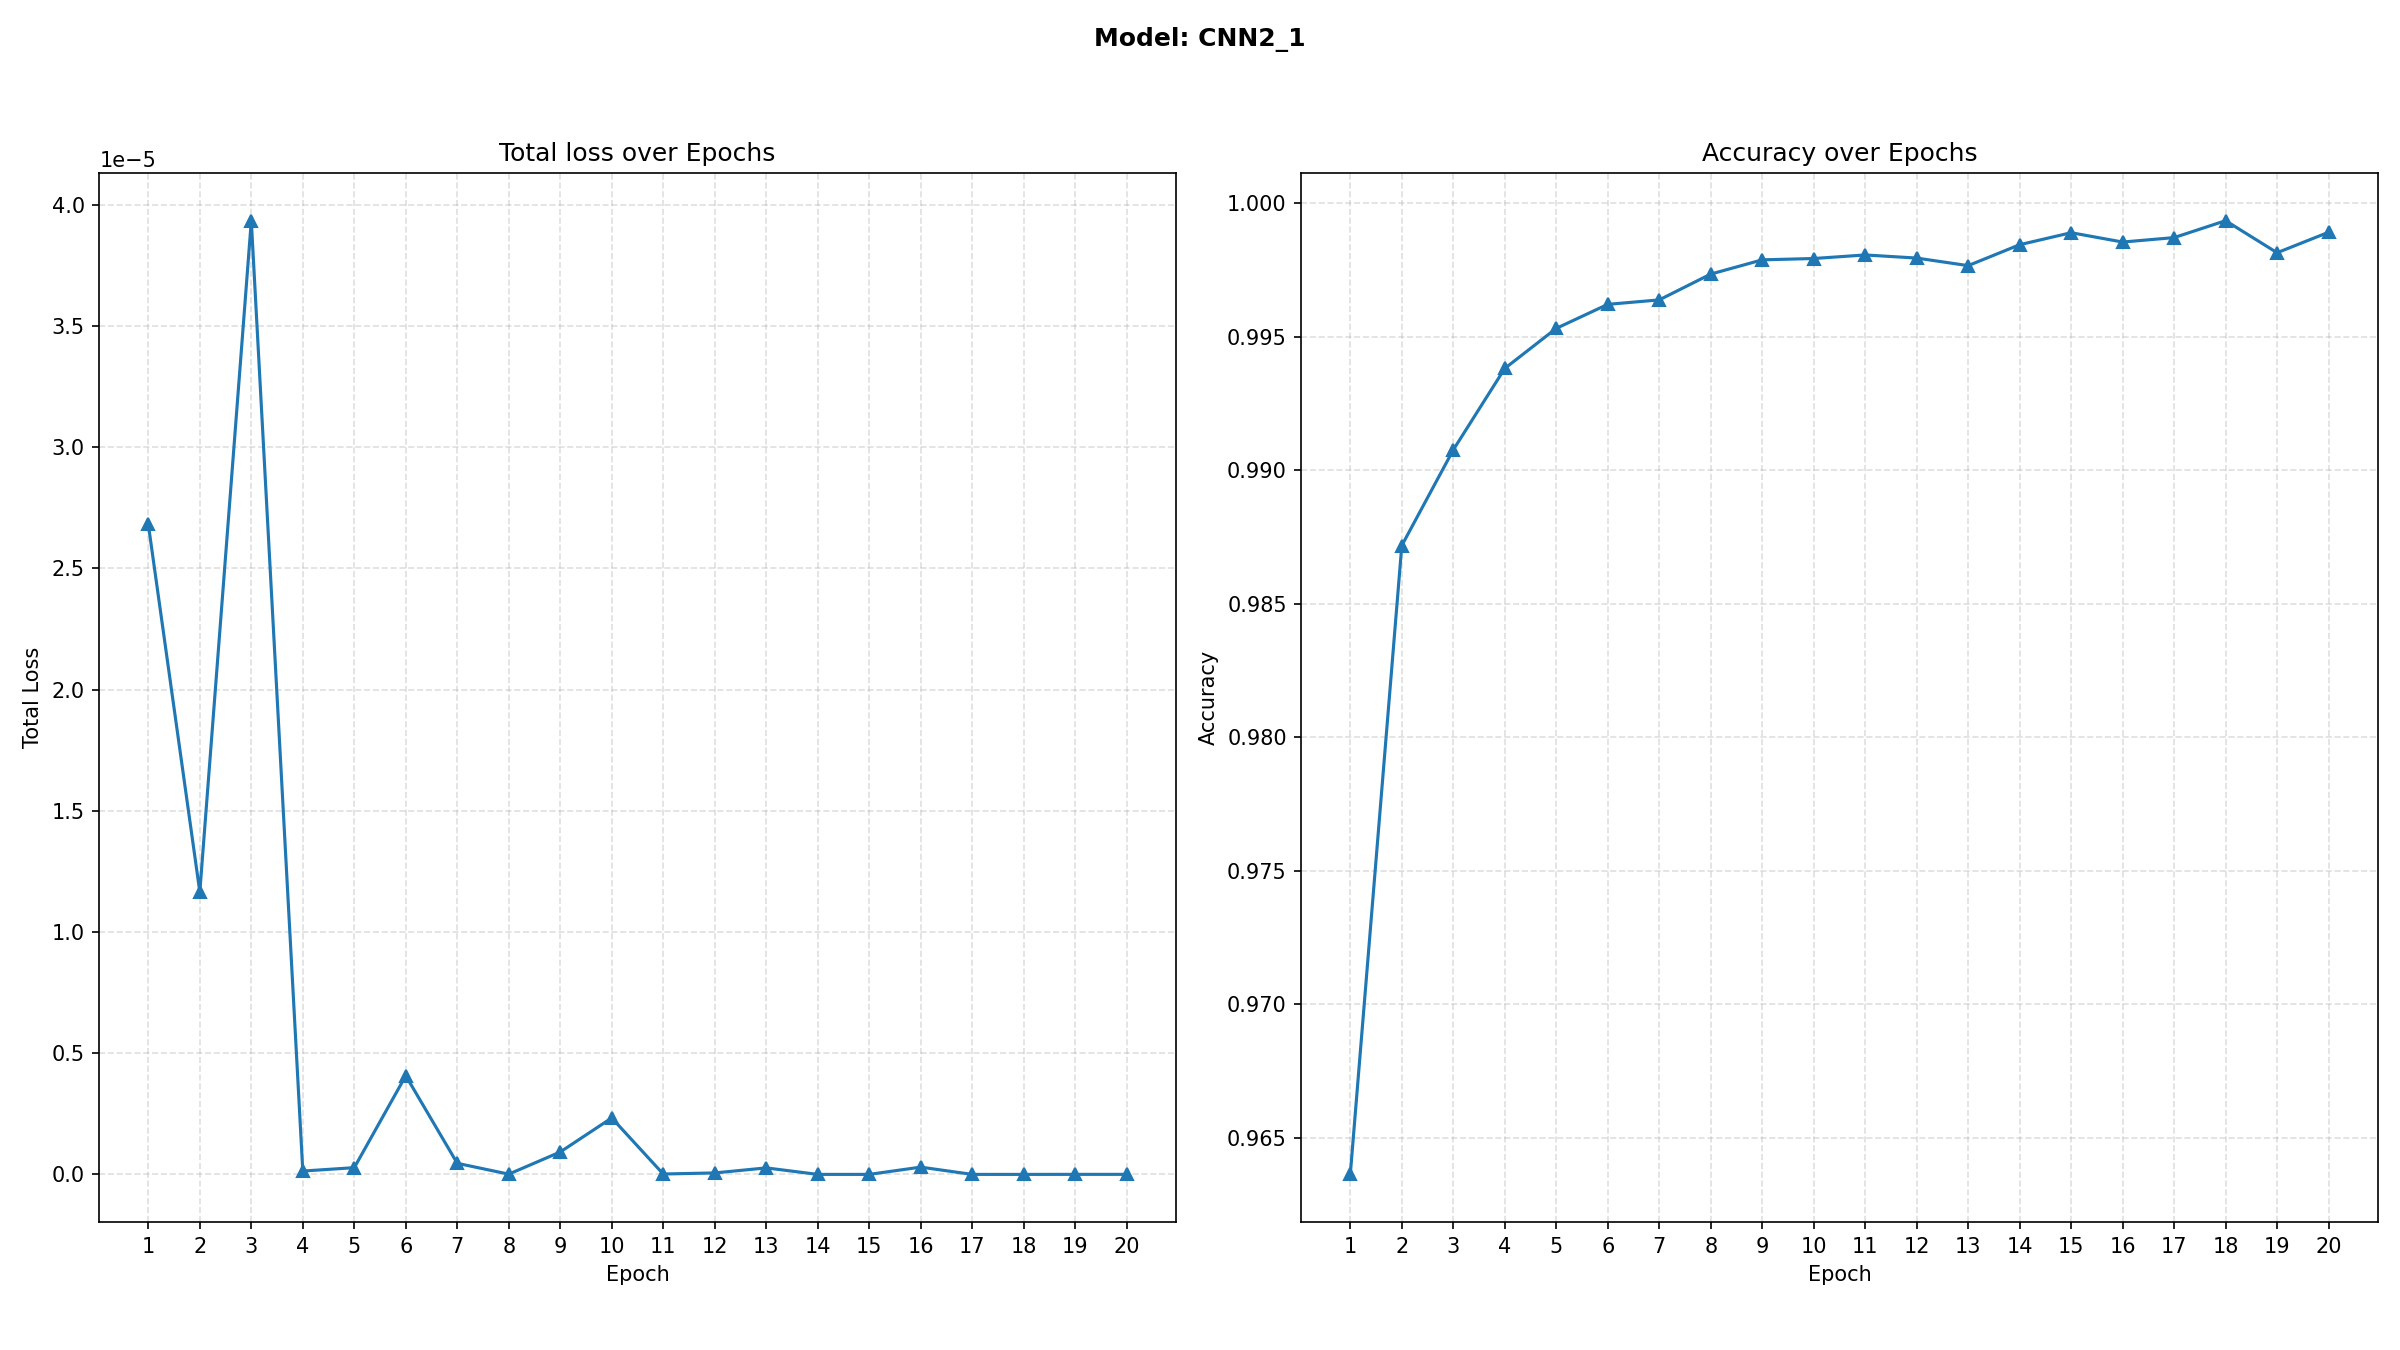 Model: CNN2_1
Total loss over Epochs
1e−5
4.0
3.5
3.0
2.5
2.0
1.5
1.0
0.5
0.0
Total Loss
1 2 3 4 5 6 7 8 9 10 11 12 13 14 15 16 17 18 19 20
Epoch
Accuracy over Epochs
1.000
0.995
0.990
0.985
0.980
0.975
0.970
0.965
Accuracy
1 2 3 4 5 6 7 8 9 10 11 12 13 14 15 16 17 18 19 20
Epoch